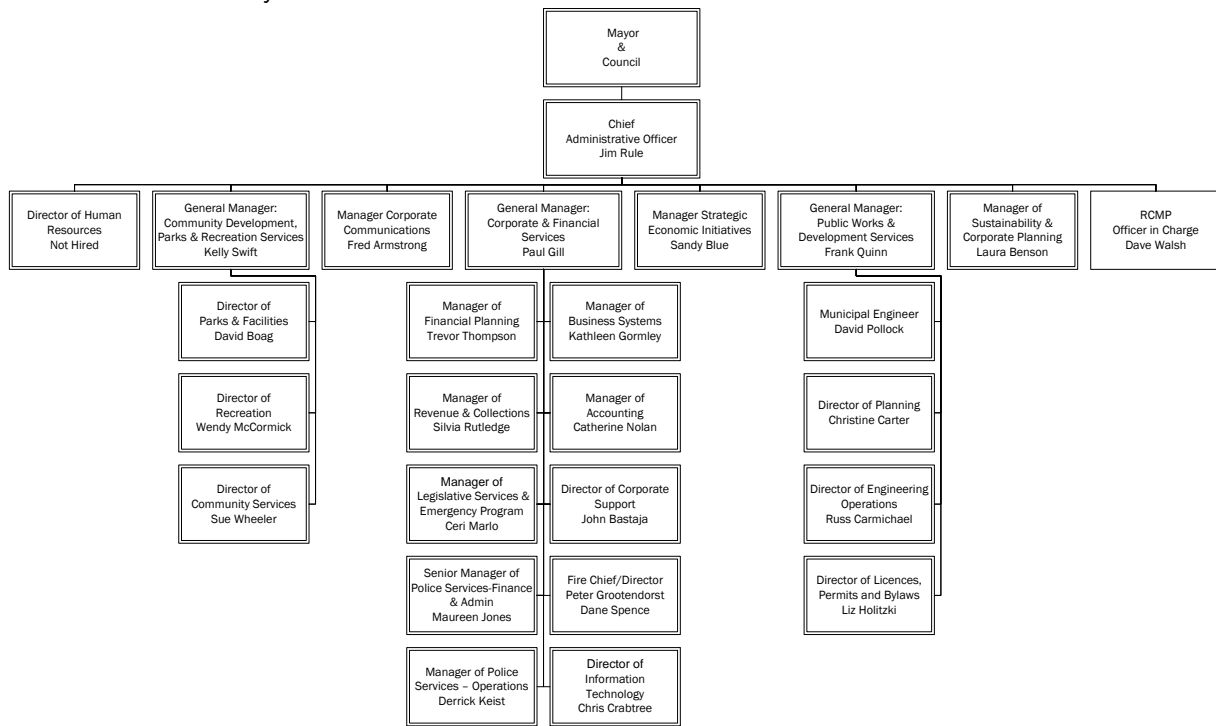 Mayor
&
Council
Chief
Administrative Officer
Jim Rule
Director of Human
Resources
Not Hired
General Manager:
Community Development,
Parks & Recreation Services
Kelly Swift
Manager Corporate
Communications
Fred Armstrong
General Manager:
Corporate & Financial
Services
Paul Gill
Manager Strategic
Economic Initiatives
Sandy Blue
General Manager:
Public Works &
Development Services
Frank Quinn
Manager of
Sustainability &
Corporate Planning
Laura Benson
RCMP
Officer in Charge
Dave Walsh
Director of
Parks & Facilities
David Boag
Manager of
Financial Planning
Trevor Thompson
Manager of
Business Systems
Kathleen Gormley
Municipal Engineer
David Pollock
Director of
Recreation
Wendy McCormick
Manager of
Revenue & Collections
Silvia Rutledge
Manager of
Accounting
Catherine Nolan
Director of Planning
Christine Carter
Director of
Community Services
Sue Wheeler
Manager of
Legislative Services &
Emergency Program
Ceri Marlo
Director of Corporate
Support
John Bastaja
Director of Engineering
Operations
Russ Carmichael
Senior Manager of
Police Services-Finance
& Admin
Maureen Jones
Fire Chief/Director
Peter Grootendorst
Dane Spence
Director of Licences,
Permits and Bylaws
Liz Holitzki
Manager of Police
Services – Operations
Derrick Keist
Director of
Information
Technology
Chris Crabtree